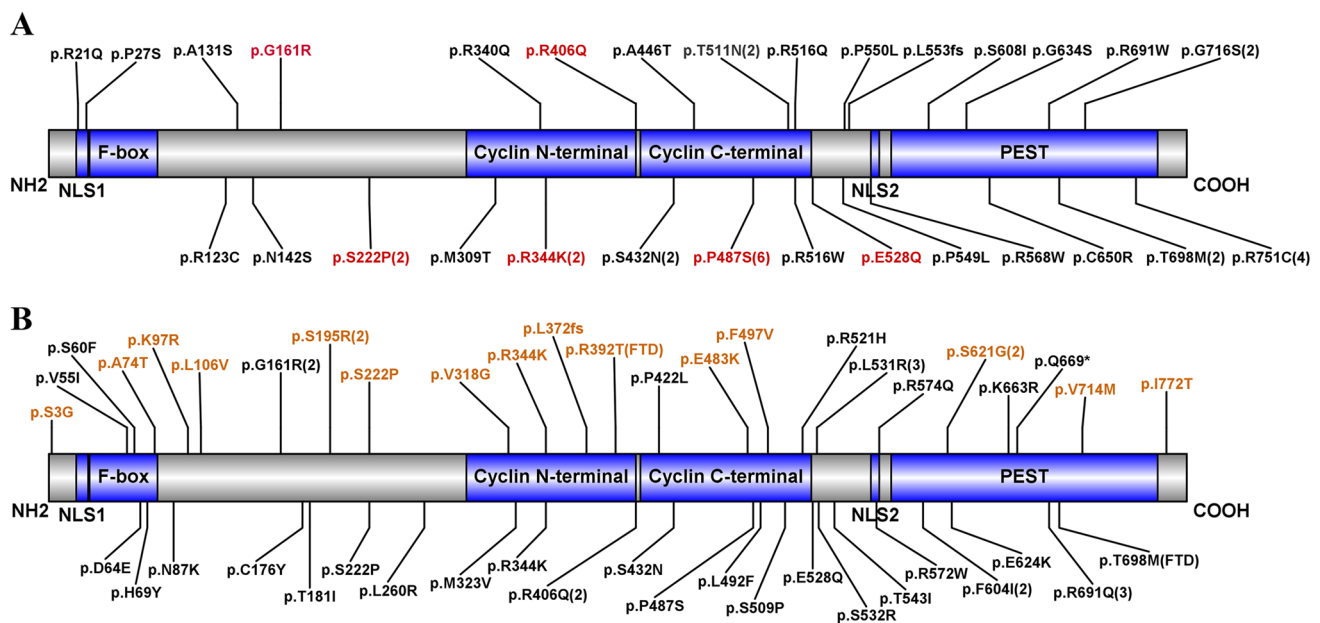 A
p.R21Q p.P27S p.A131S p.G161R p.R340Q p.R406Q p.A446T p.T511N(2) p.R516Q p.P550L p.L553fs p.S608I p.G634S p.R691W p.G716S(2)
F-box Cyclin N-terminal Cyclin C-terminal PEST
NH2 NLS1 NLS2 COOH
p.R123C p.N142S p.S222P(2) p.M309T p.R344K(2) p.S432N(2) p.P487S(6) p.R516W p.E528Q p.P549L p.R568W p.C650R p.T698M(2) p.R751C(4)
B
p.L372fs
p.K97R p.S195R(2) p.F497V p.R521H
p.S60F p.A74T p.L106V p.G161R(2) p.R344K p.R392T(FTD) p.E483K p.L531R(3) p.S621G(2) p.Q669*
p.V55I p.S222P p.V318G p.P422L p.R574Q p.K663R p.V714M p.I772T
p.S3G
F-box Cyclin N-terminal Cyclin C-terminal PEST
NH2 NLS1 NLS2 COOH
p.D64E p.N87K p.C176Y p.S222P p.R344K p.S432N p.E528Q p.E624K p.T698M(FTD)
p.H69Y p.T181I p.L260R p.M323V p.R406Q(2) p.L492F p.R572W p.F604I(2) p.R691Q(3)
p.P487S p.S509P p.S532R p.T543I